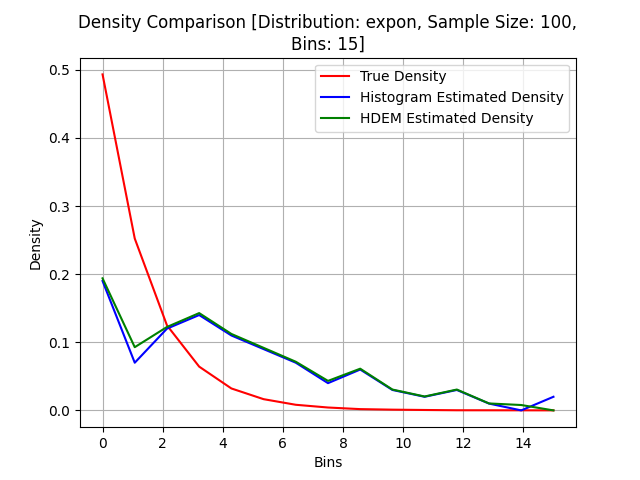 Density Comparison [Distribution: expon, Sample Size: 100,
Bins: 15]
True Density
Histogram Estimated Density
HDEM Estimated Density
Density
0.5
0.4
0.3
0.2
0.1
0.0
0 2 4 6 8 10 12 14
Bins